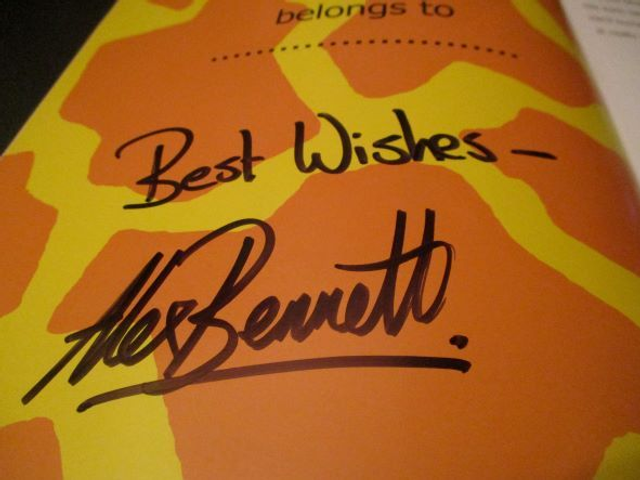 belongs to
Best Wishes –
Alex Bennett.